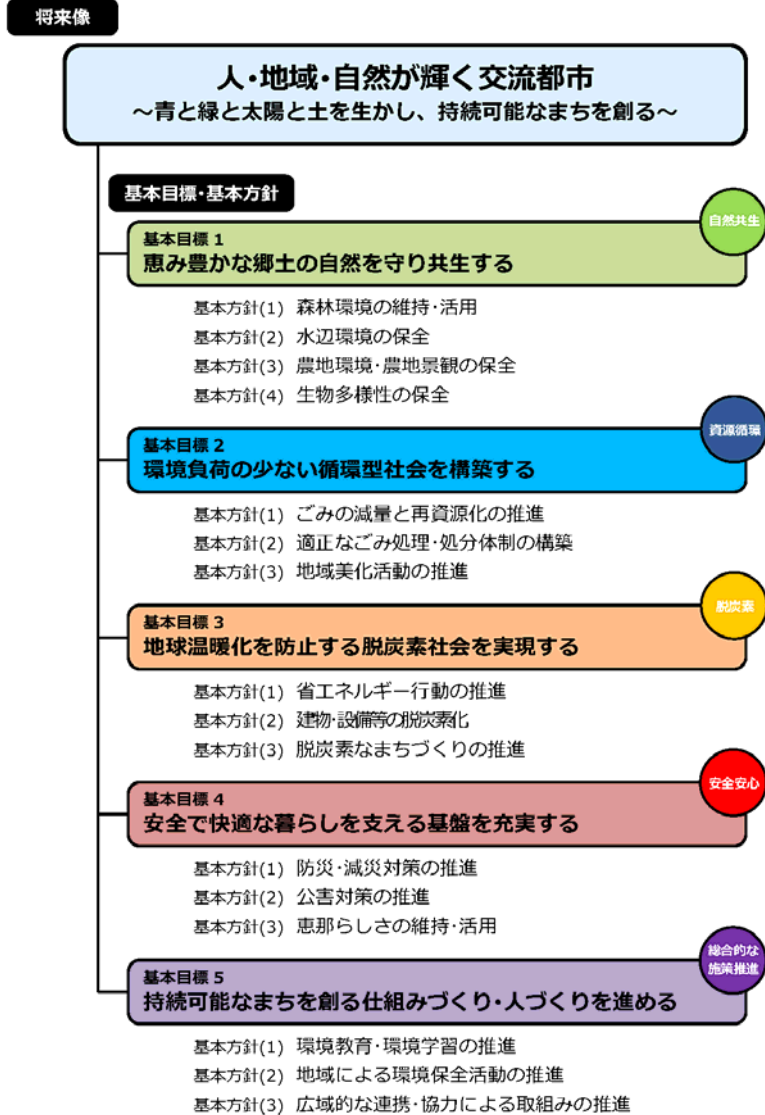 将来像
人・地域・自然が輝く交流都市
～青と緑と太陽と土を生かし、持続可能なまちを創る～
基本目標・基本方針
自然共生
基本目標 1
恵み豊かな郷土の自然を守り共生する
基本方針(1) 森林環境の維持・活用
基本方針(2) 水辺環境の保全
基本方針(3) 農地環境・農地景観の保全
基本方針(4) 生物多様性の保全
資源循環
基本目標 2
環境負荷の少ない循環型社会を構築する
基本方針(1) ごみの減量と再資源化の推進
基本方針(2) 適正なごみ処理・処分体制の構築
基本方針(3) 地域美化活動の推進
脱炭素
基本目標 3
地球温暖化を防止する脱炭素社会を実現する
基本方針(1) 省エネルギー行動の推進
基本方針(2) 建物・設備等の脱炭素化
基本方針(3) 脱炭素なまちづくりの推進
安全安心
基本目標 4
安全で快適な暮らしを支える基盤を充実する
基本方針(1) 防災・減災対策の推進
基本方針(2) 公害対策の推進
基本方針(3) 恵那らしさの維持・活用
総合的な
施策推進
基本目標 5
持続可能なまちを創る仕組みづくり・人づくりを進める
基本方針(1) 環境教育・環境学習の推進
基本方針(2) 地域による環境保全活動の推進
基本方針(3) 広域的な連携・協力による取組みの推進